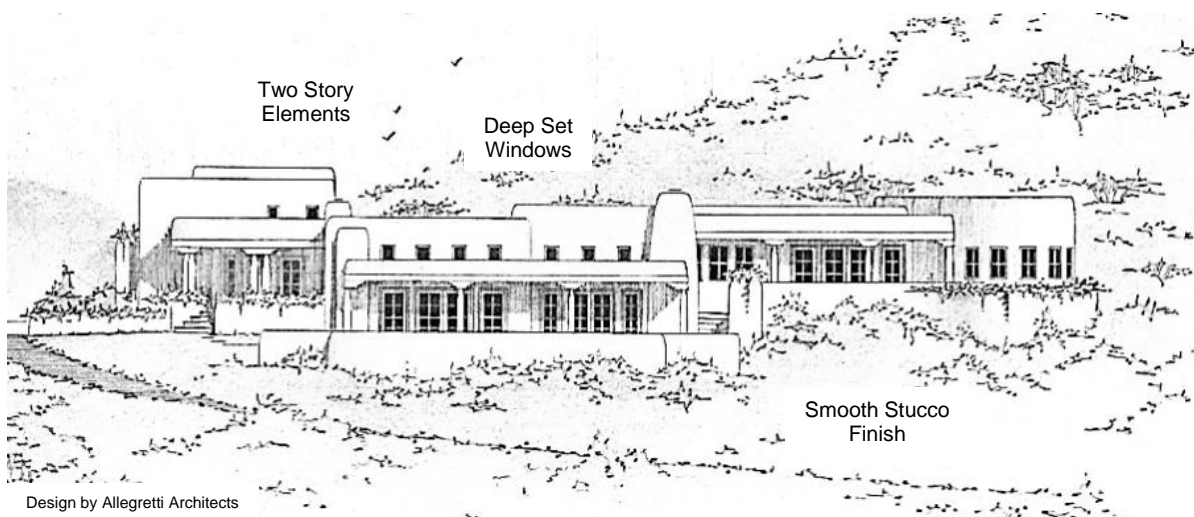 Two Story
Elements
Deep Set
Windows
Smooth Stucco
Finish
Design by Allegretti Architects